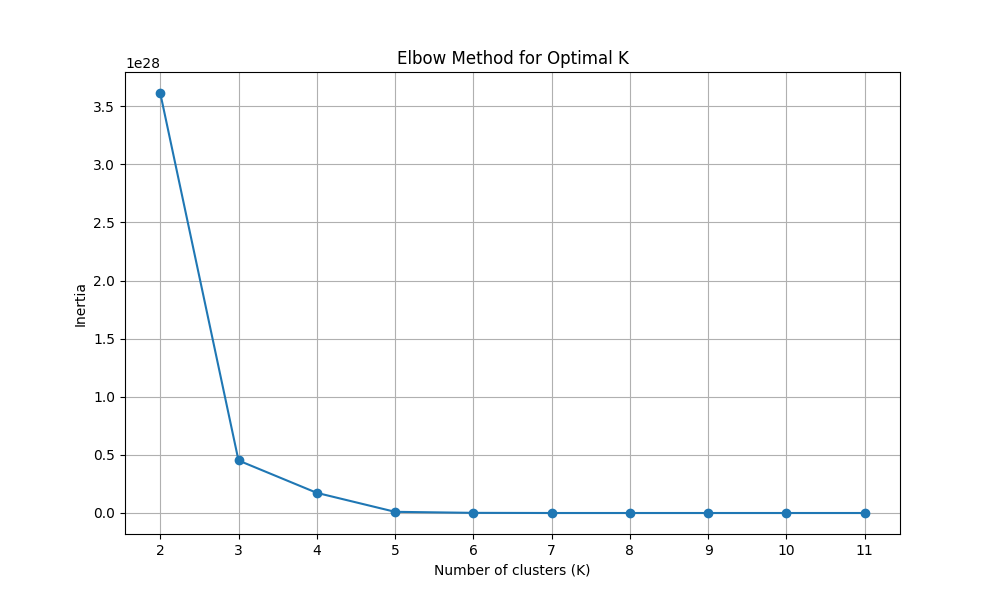 Elbow Method for Optimal K
1e28
3.5
3.0
2.5
2.0
1.5
1.0
0.5
0.0
Inertia
2 3 4 5 6 7 8 9 10 11
Number of clusters (K)